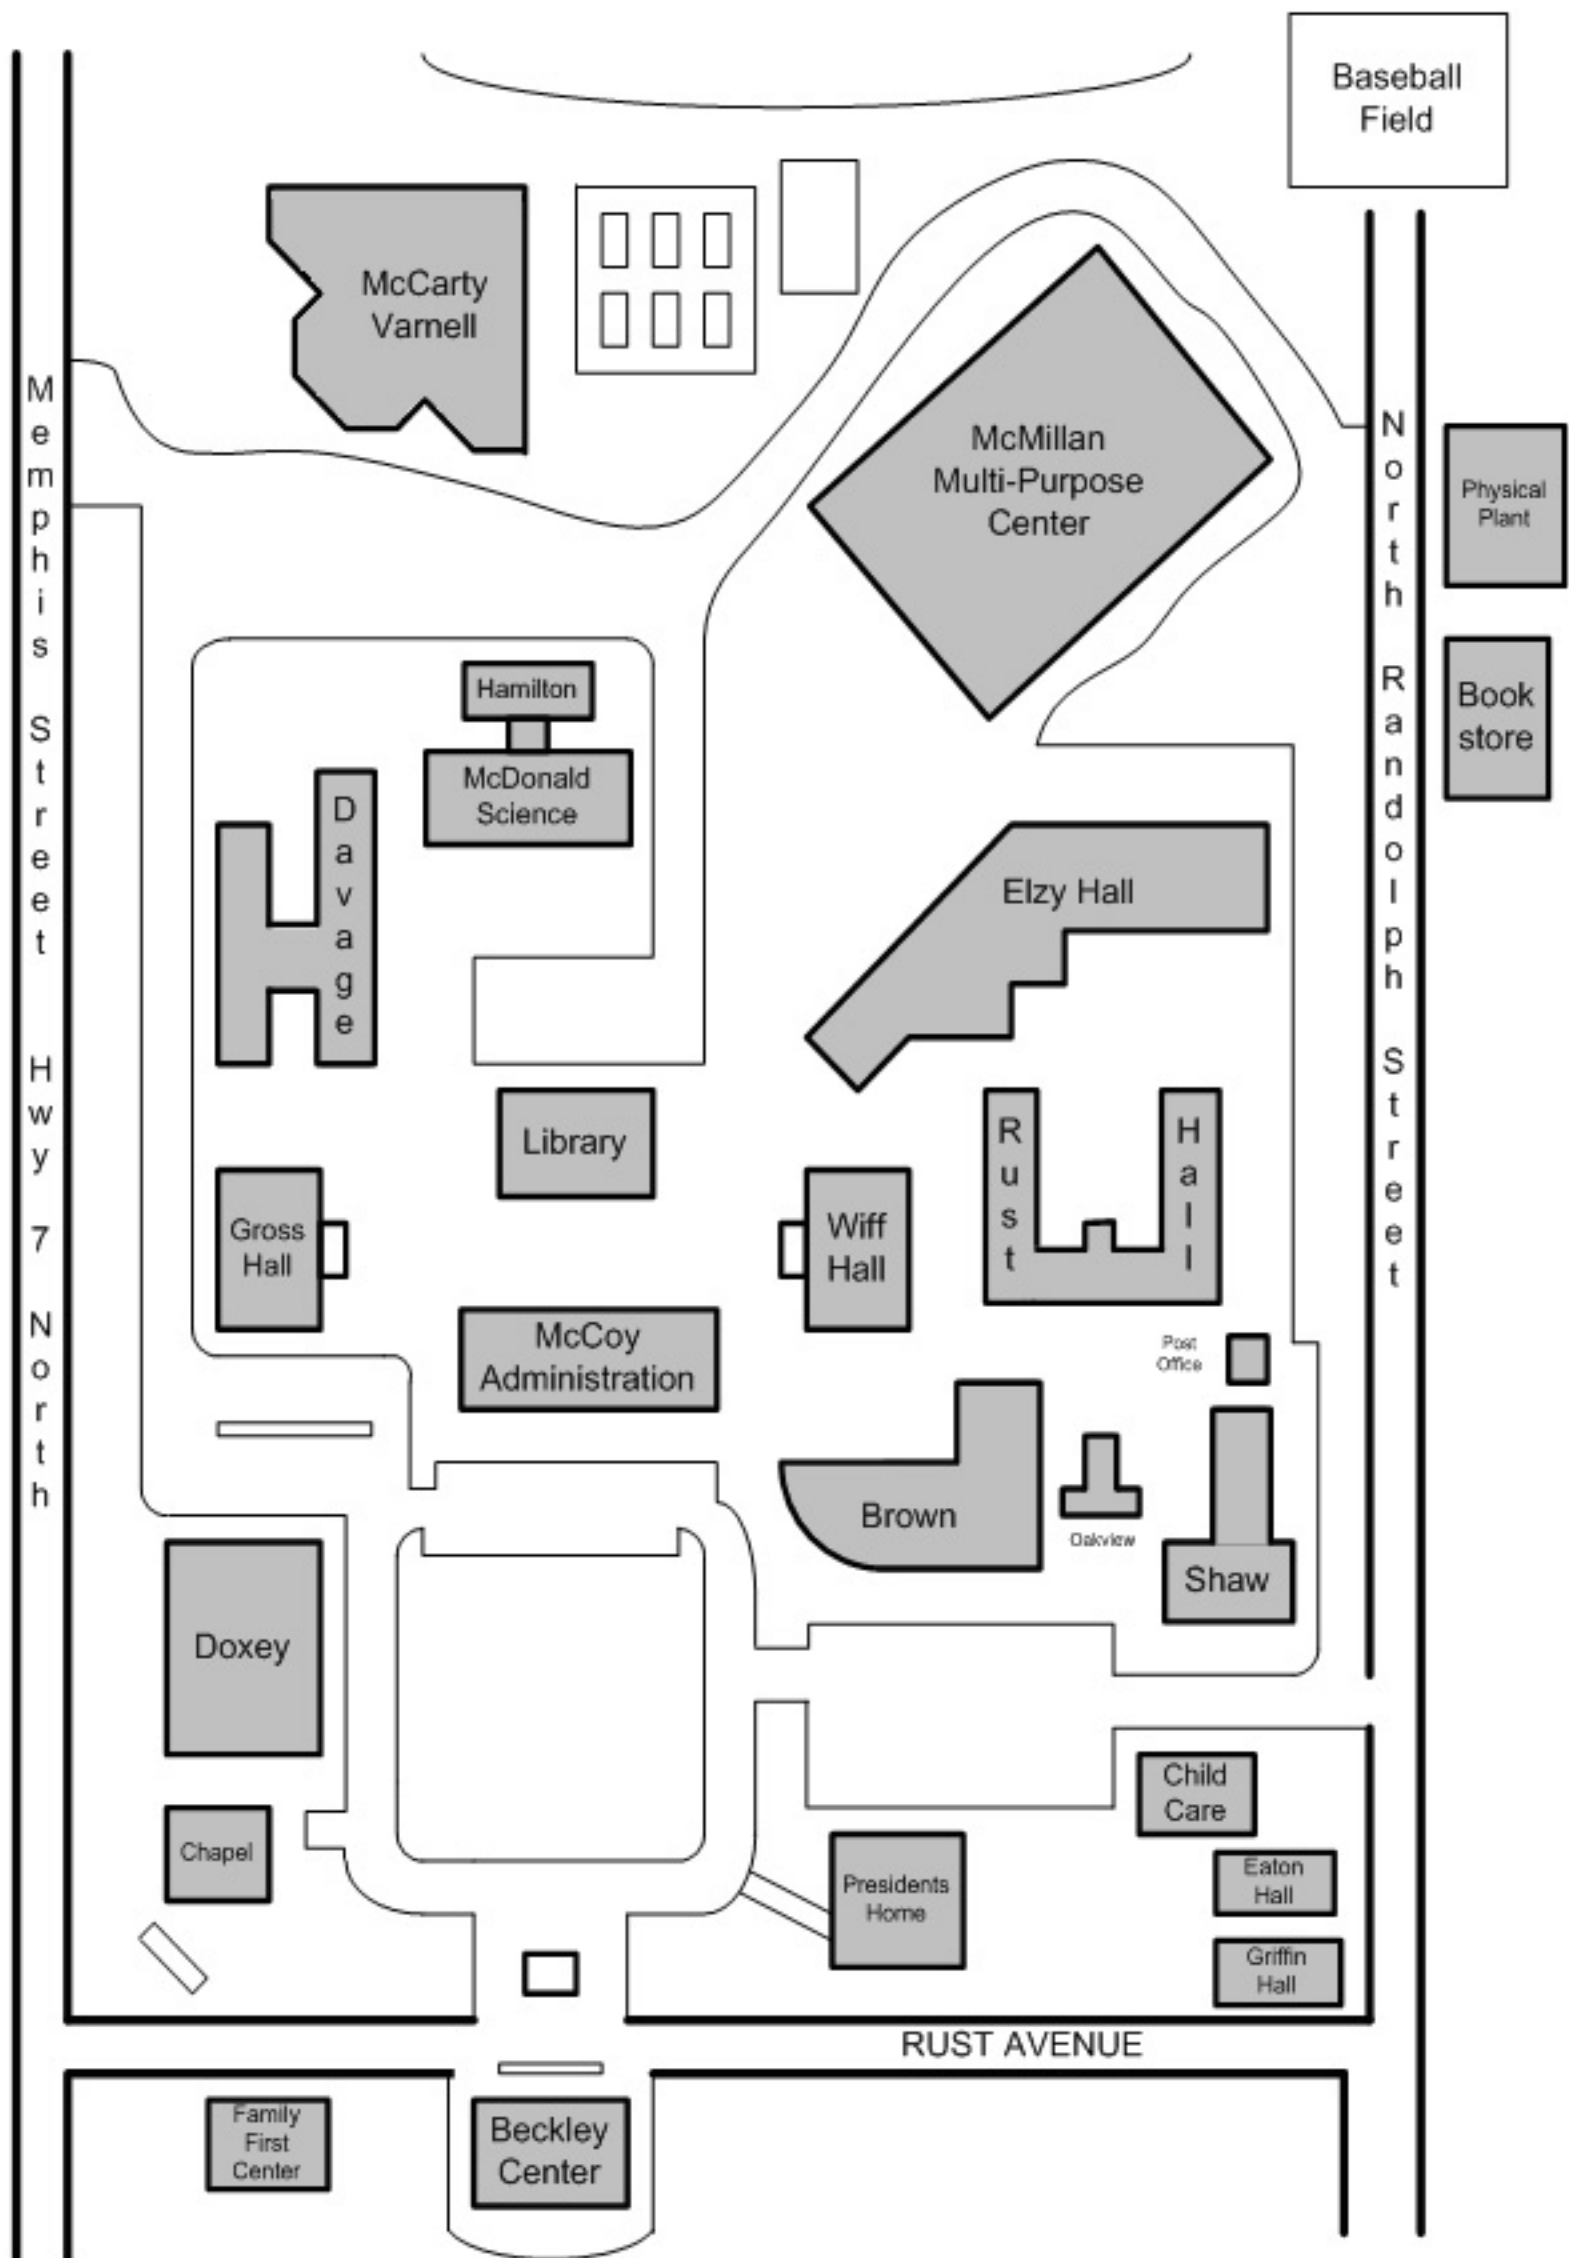 Baseball
Field
McCarty
Varnell
McMillan
Multi-Purpose
Center
Memphis Street Hwy 7 North
North Randolph Street
Physical
Plant
Book
store
Hamilton
McDonald
Science
Davage
Elzy Hall
Library
Rust Hall
Gross
Hall
Wiff
Hall
McCoy
Administration
Post
Office
Brown
Oakview
Shaw
Doxey
Child
Care
Chapel
Presidents
Home
Eaton
Hall
Griffin
Hall
RUST AVENUE
Family
First
Center
Beckley
Center